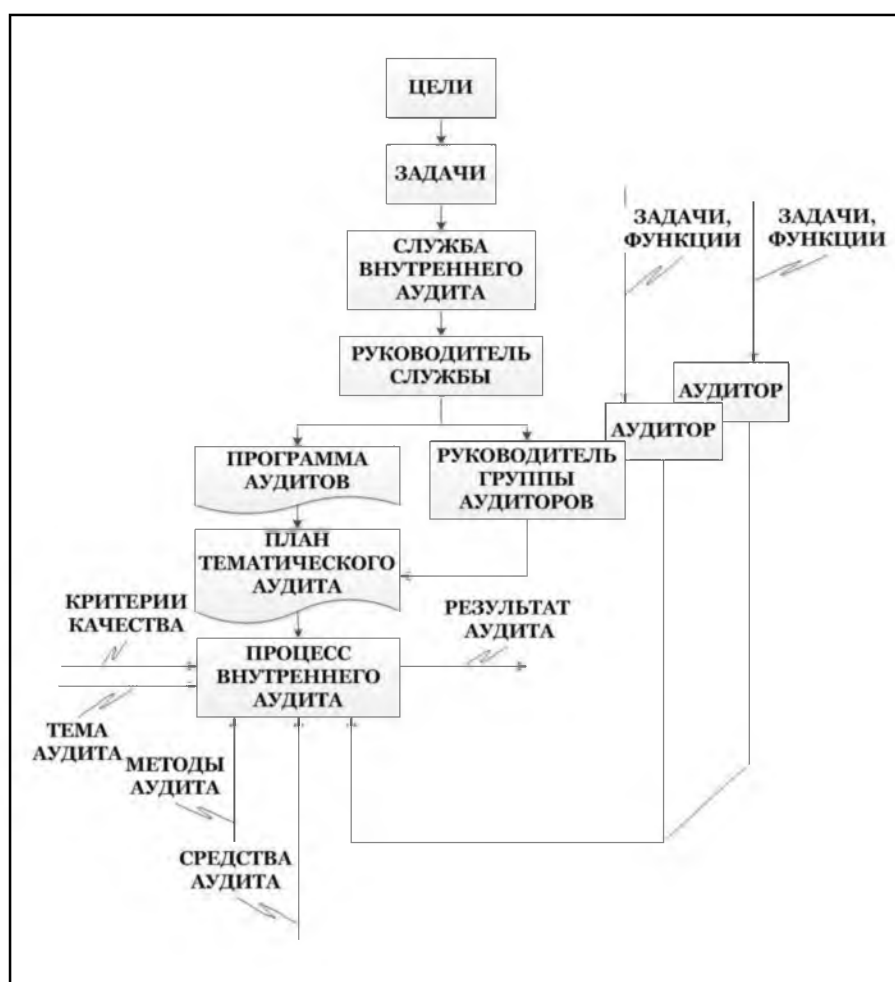 ЦЕЛИ
ЗАДАЧИ
СЛУЖБА
ВНУТРЕННЕГО
АУДИТА
РУКОВОДИТЕЛЬ
СЛУЖБЫ
ЗАДАЧИ,
ФУНКЦИИ
ЗАДАЧИ,
ФУНКЦИИ
АУДИТОР
АУДИТОР
ПРОГРАММА
АУДИТОВ
РУКОВОДИТЕЛЬ
ГРУППЫ
АУДИТОРОВ
ПЛАН
ТЕМАТИЧЕСКОГО
АУДИТА
КРИТЕРИИ
КАЧЕСТВА
РЕЗУЛЬТАТ
АУДИТА
ПРОЦЕСС
ВНУТРЕННЕГО
АУДИТА
ТЕМА
АУДИТА
МЕТОДЫ
АУДИТА
СРЕДСТВА
АУДИТА